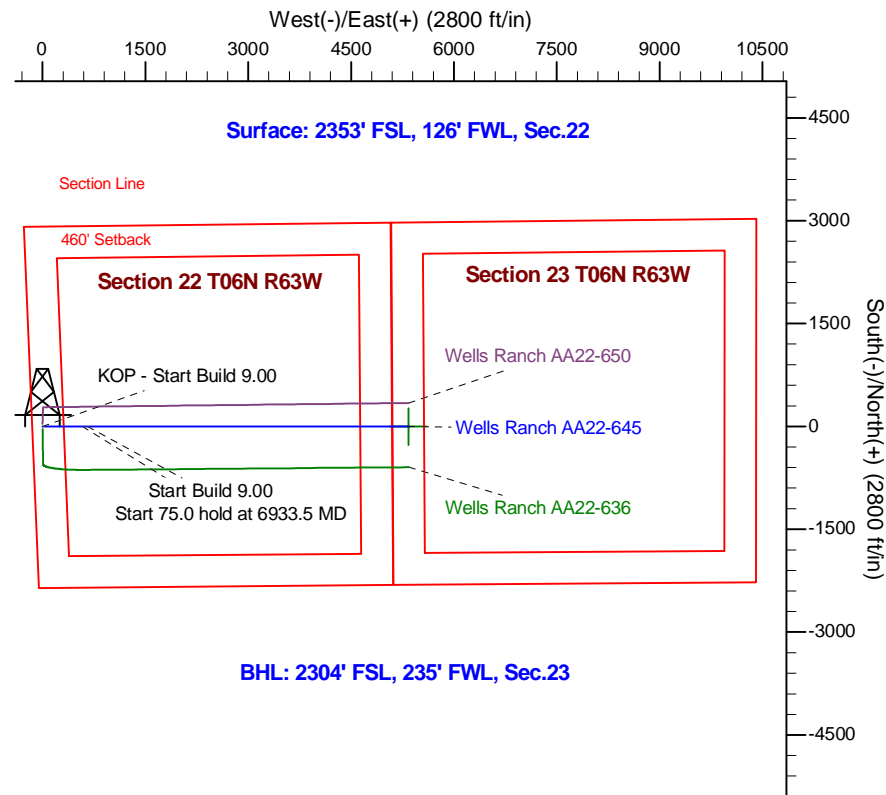 West(-)/East(+) (2800 ft/in)
0 1500 3000 4500 6000 7500 9000 10500
Surface: 2353' FSL, 126' FWL, Sec.22
Section Line
460' Setback
Section 22 T06N R63W
Section 23 T06N R63W
Wells Ranch AA22-650
KOP - Start Build 9.00
Wells Ranch AA22-645
Start Build 9.00
Start 75.0 hold at 6933.5 MD
Wells Ranch AA22-636
BHL: 2304' FSL, 235' FWL, Sec.23
4500
3000
1500
0
-1500
-3000
-4500
South(-)/North(+) (2800 ft/in)